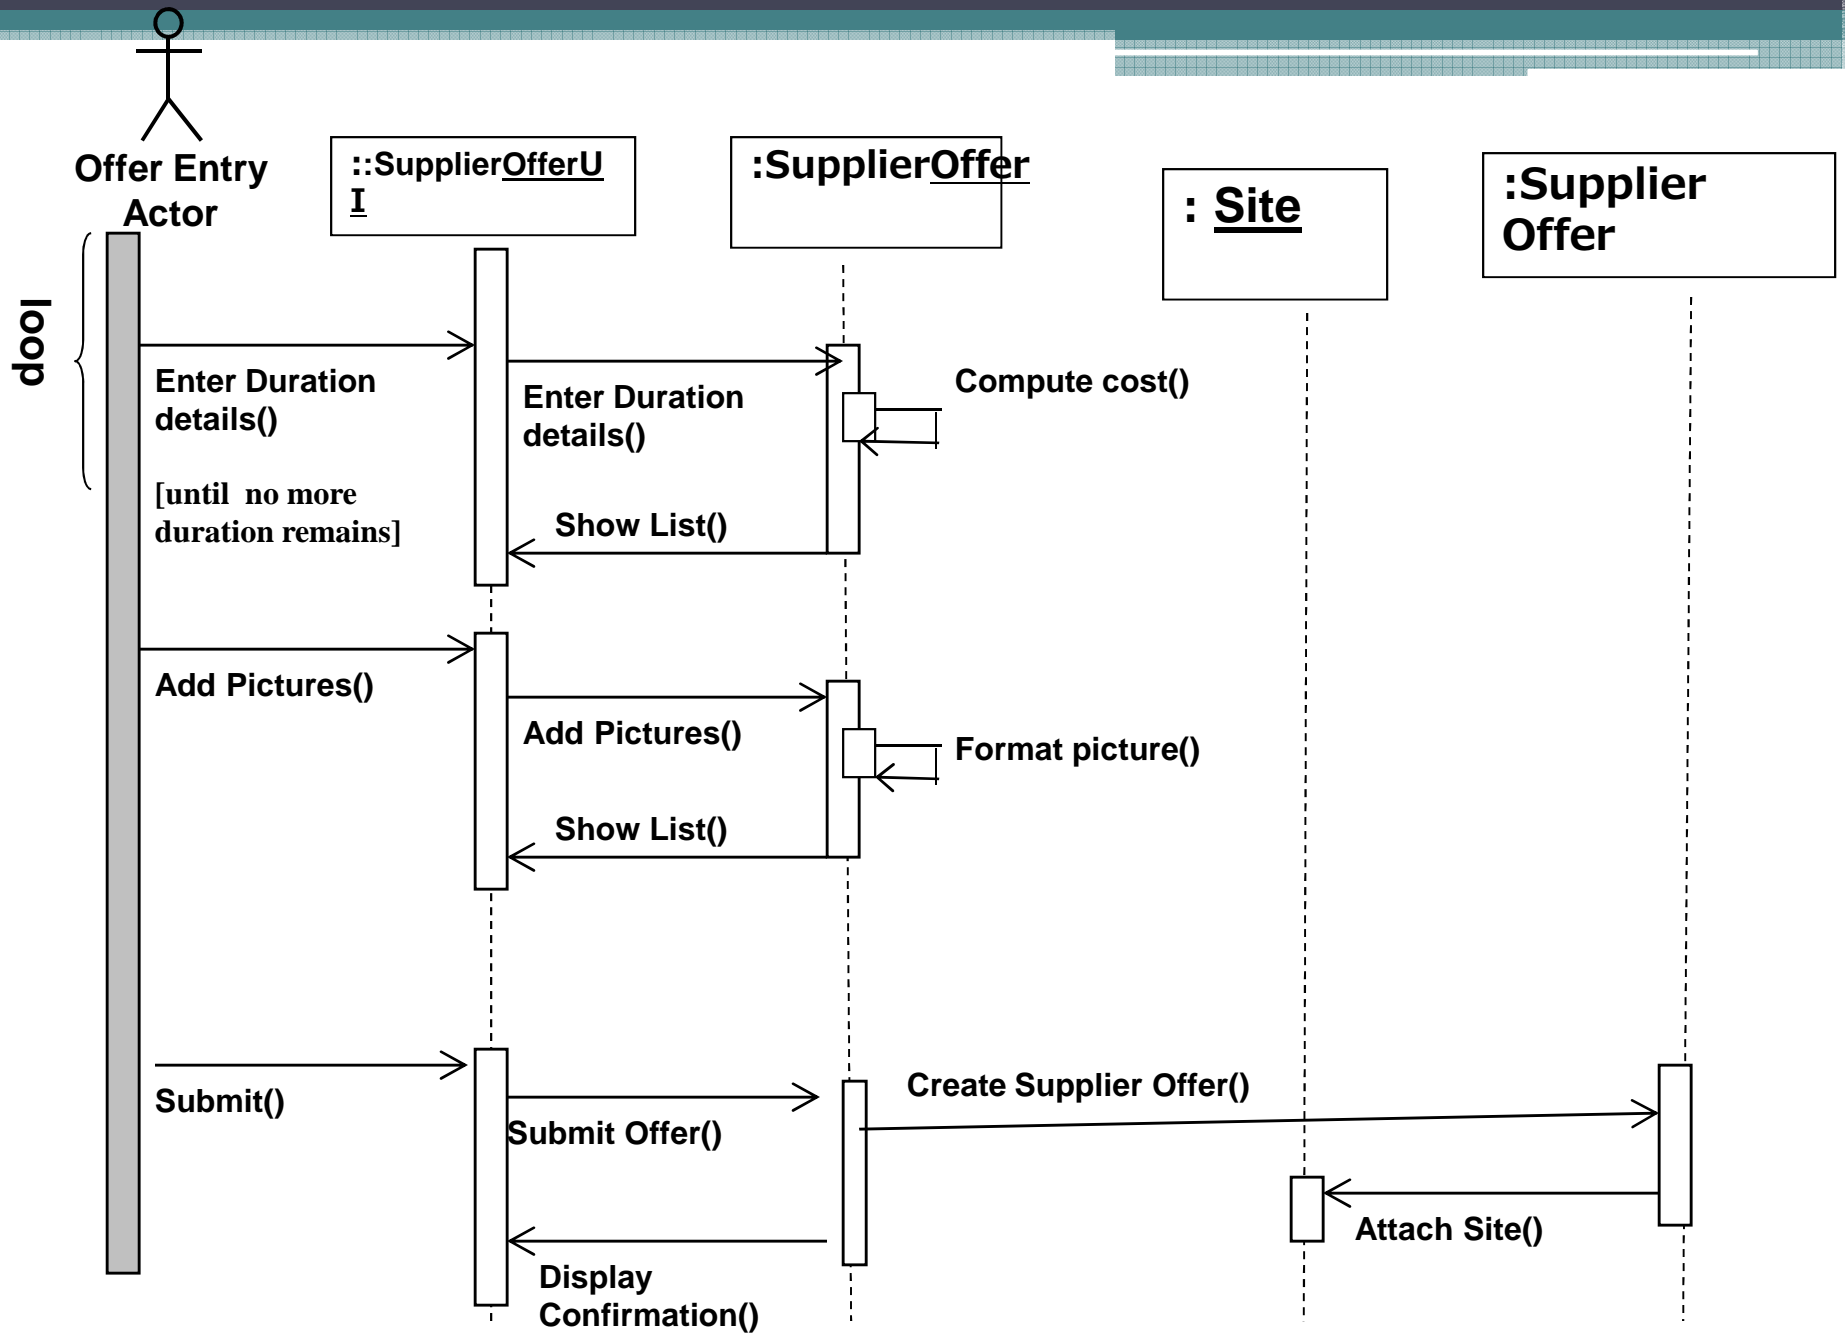 Offer Entry
Actor
::SupplierOfferU
I
:SupplierOffer
: Site
:Supplier
Offer
loop
Enter Duration
details()
[until  no more
duration remains]
Enter Duration
details()
Compute cost()
Show List()
Add Pictures()
Add Pictures()
Format picture()
Show List()
Submit()
Submit Offer()
Create Supplier Offer()
Attach Site()
Display
Confirmation()